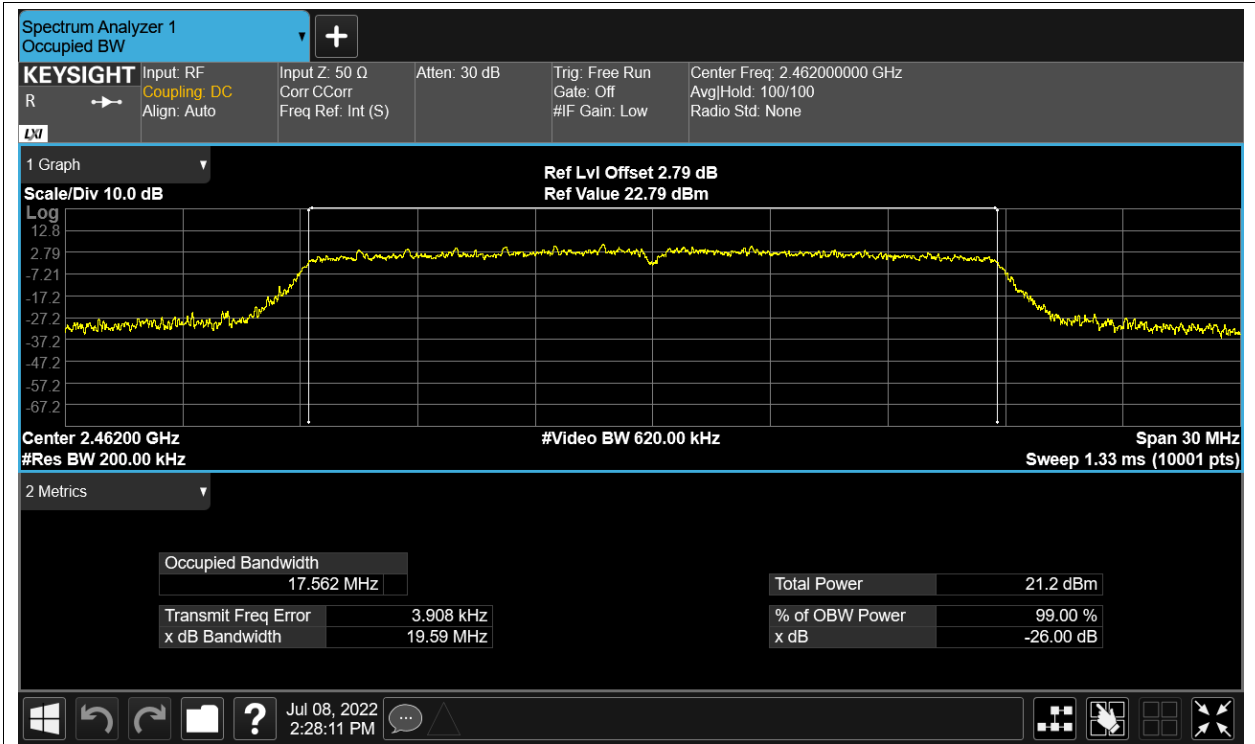 Spectrum Analyzer 1
Occupied BW
KEYSIGHT
R
LXI
Input: RF
Coupling: DC
Align: Auto
Input Z: 50 Ω
Corr CCorr
Freq Ref: Int (S)
Atten: 30 dB
Trig: Free Run
Gate: Off
#IF Gain: Low
Center Freq: 2.462000000 GHz
Avg|Hold: 100/100
Radio Std: None
1 Graph
Scale/Div 10.0 dB
Ref Lvl Offset 2.79 dB
Ref Value 22.79 dBm
Log
12.8
2.79
-7.21
-17.2
-27.2
-37.2
-47.2
-57.2
-67.2
Center 2.46200 GHz
#Video BW 620.00 kHz
Span 30 MHz
#Res BW 200.00 kHz
Sweep 1.33 ms (10001 pts)
2 Metrics
Occupied Bandwidth
17.562 MHz
Total Power 21.2 dBm
Transmit Freq Error 3.908 kHz
% of OBW Power 99.00 %
x dB Bandwidth 19.59 MHz
x dB -26.00 dB
?
Jul 08, 2022
2:28:11 PM